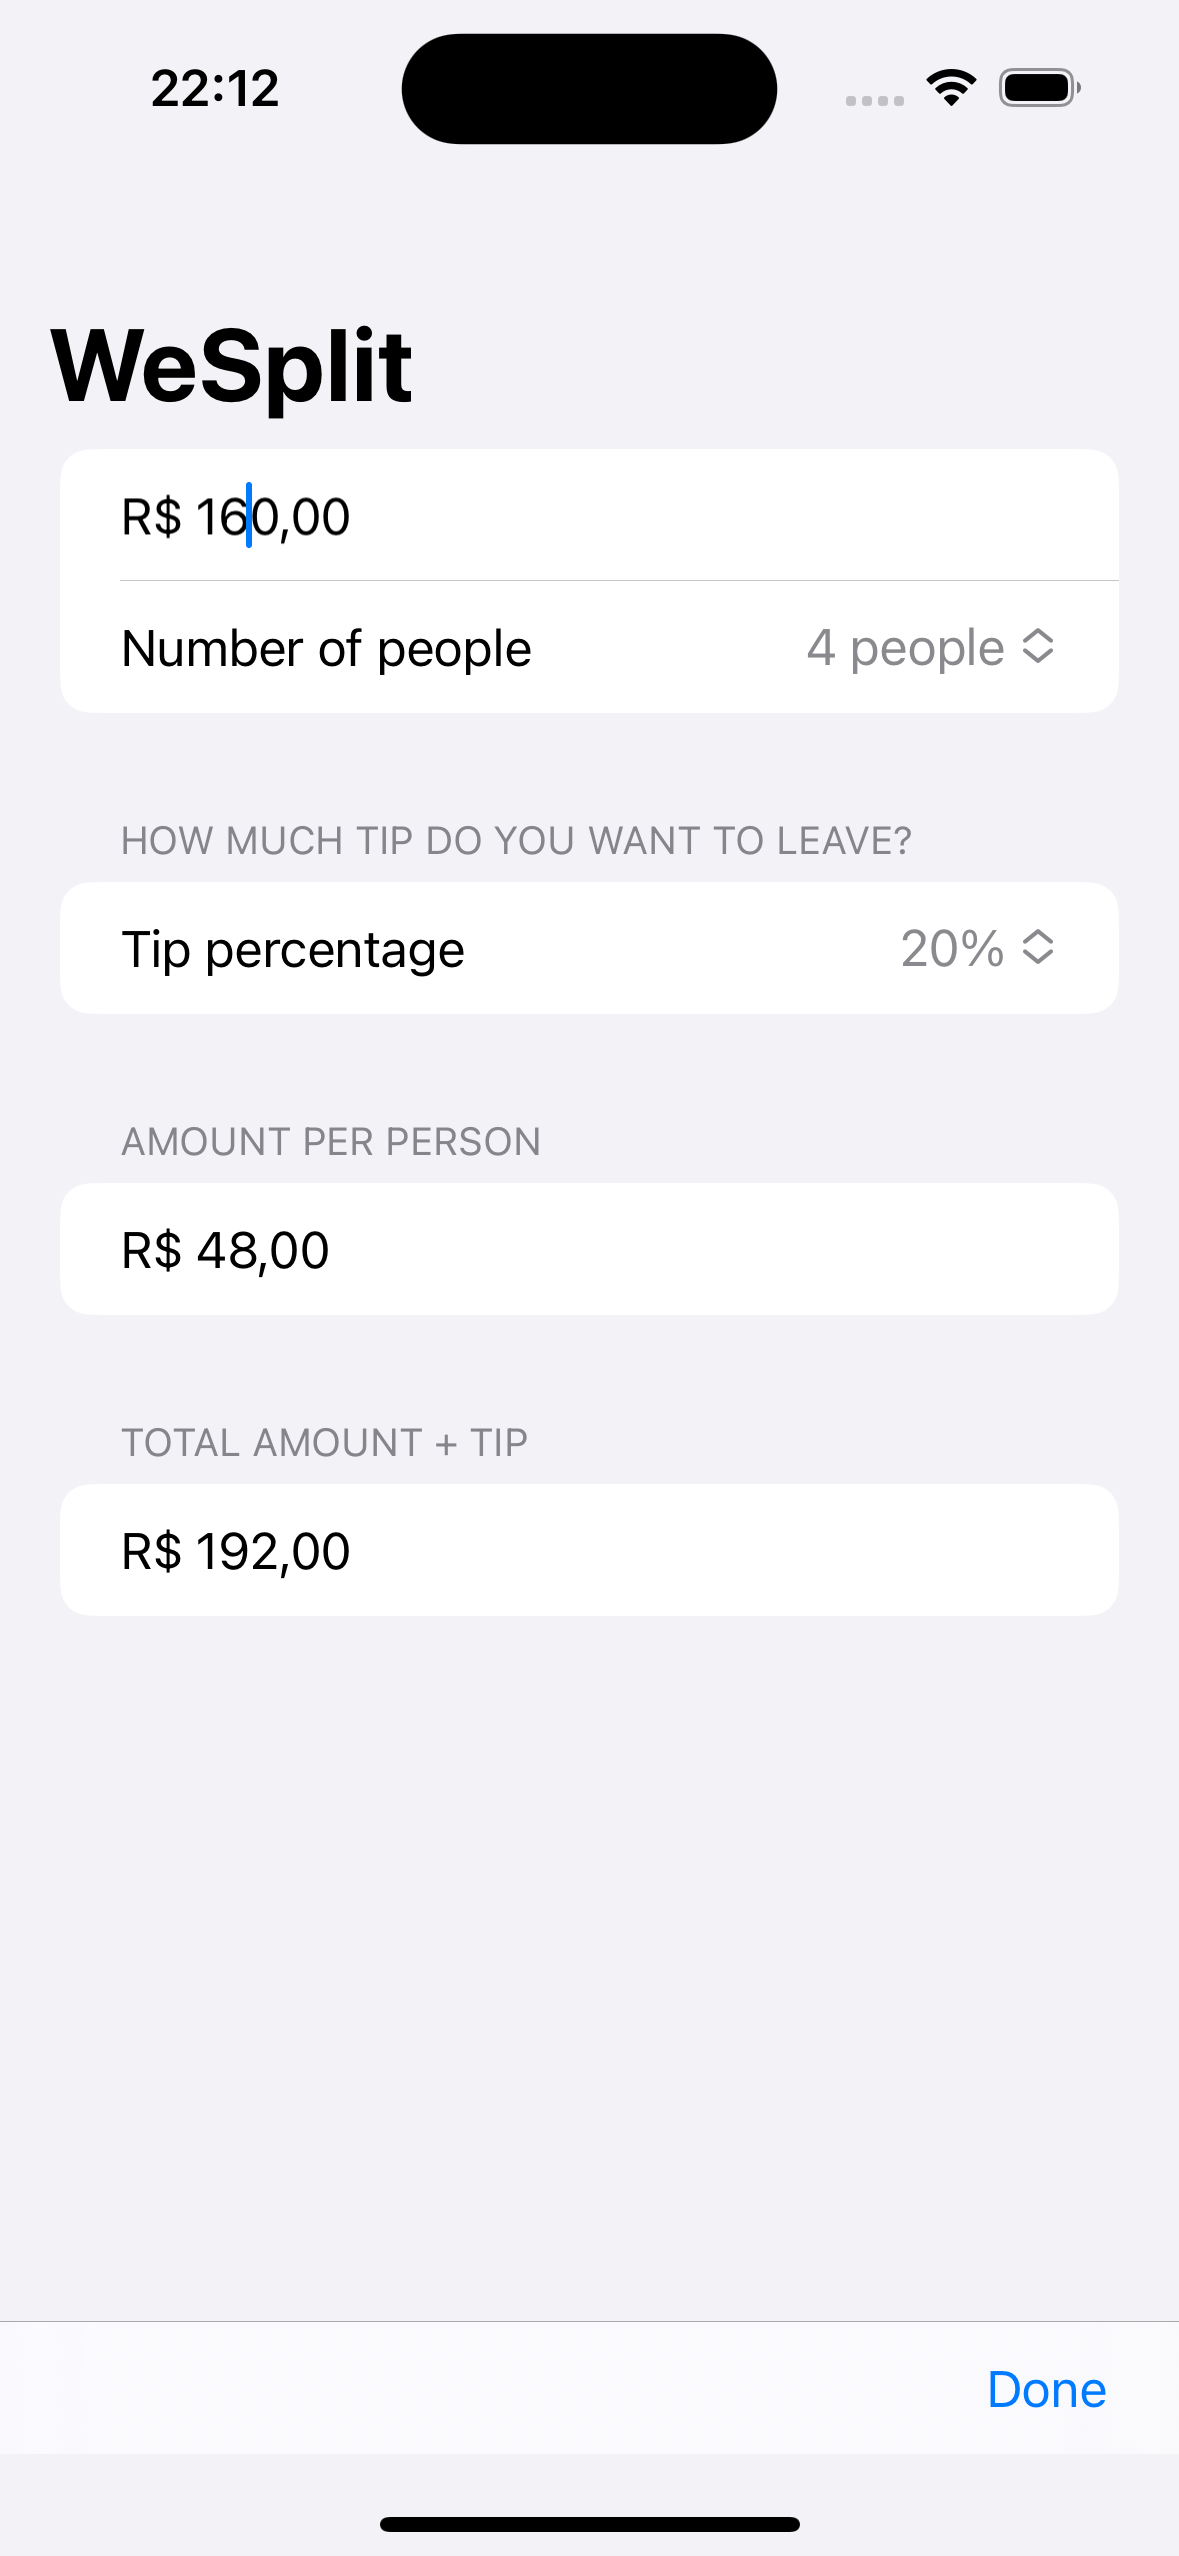 22:12
WeSplit
R$ 160,00
Number of people 4 people
HOW MUCH TIP DO YOU WANT TO LEAVE?
Tip percentage 20%
AMOUNT PER PERSON
R$ 48,00
TOTAL AMOUNT + TIP
R$ 192,00
Done